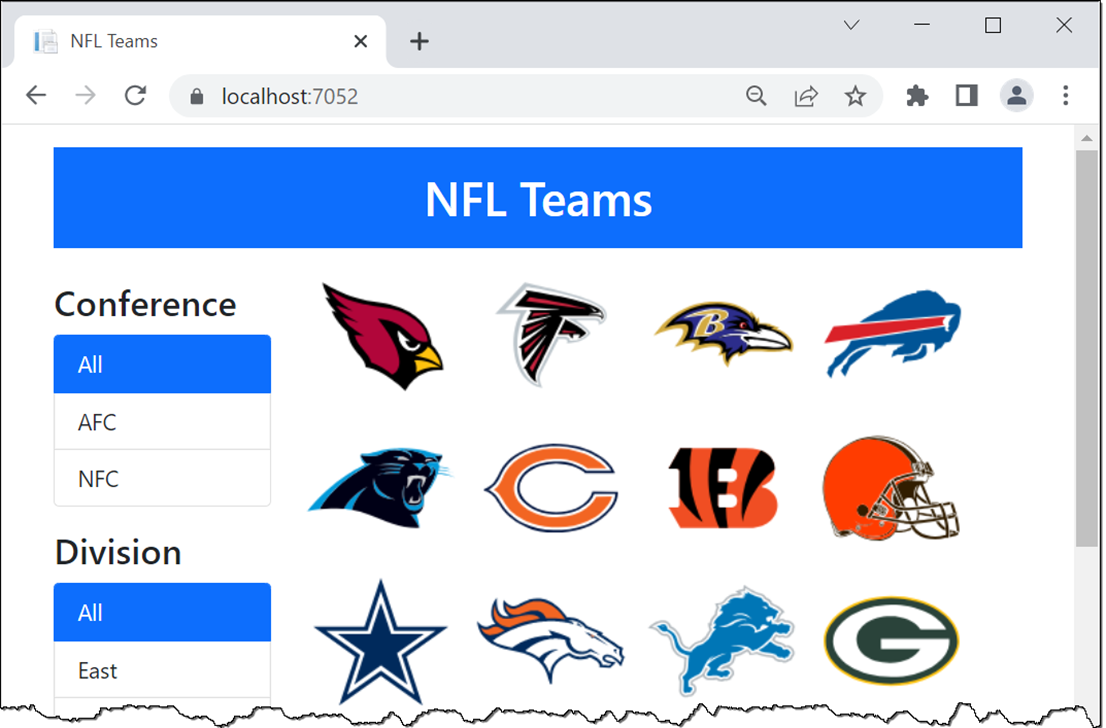 NFL Teams
localhost:7052
NFL Teams
Conference
All
AFC
NFC
Division
All
East
B
B
G